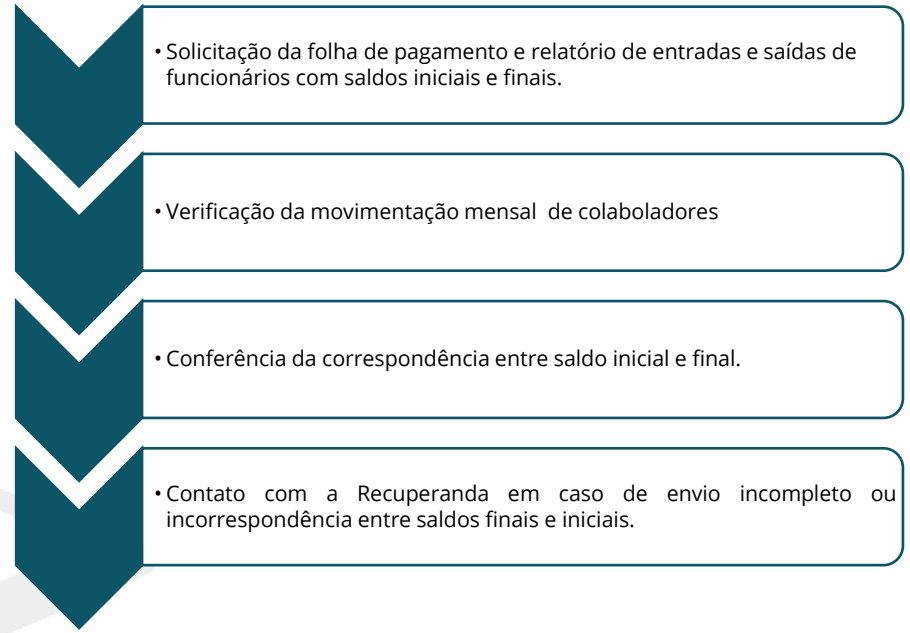 • Solicitação da folha de pagamento e relatório de entradas e saídas de
funcionários com saldos iniciais e finais.
• Verificação da movimentação mensal  de colaboladores
• Conferência da correspondência entre saldo inicial e final.
• Contato com a Recuperanda em caso de envio incompleto ou
incorrespondência entre saldos finais e iniciais.